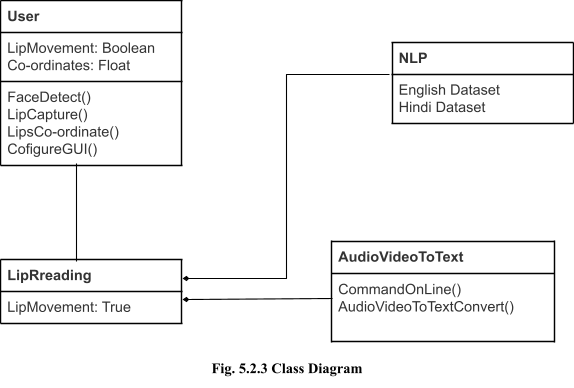 User
LipMovement: Boolean
Co-ordinates: Float
FaceDetect()
LipCapture()
LipsCo-ordinate()
CofigureGUI()
NLP
English Dataset
Hindi Dataset
LipRreading
LipMovement: True
AudioVideoToText
CommandOnLine()
AudioVideoToTextConvert()
Fig. 5.2.3 Class Diagram